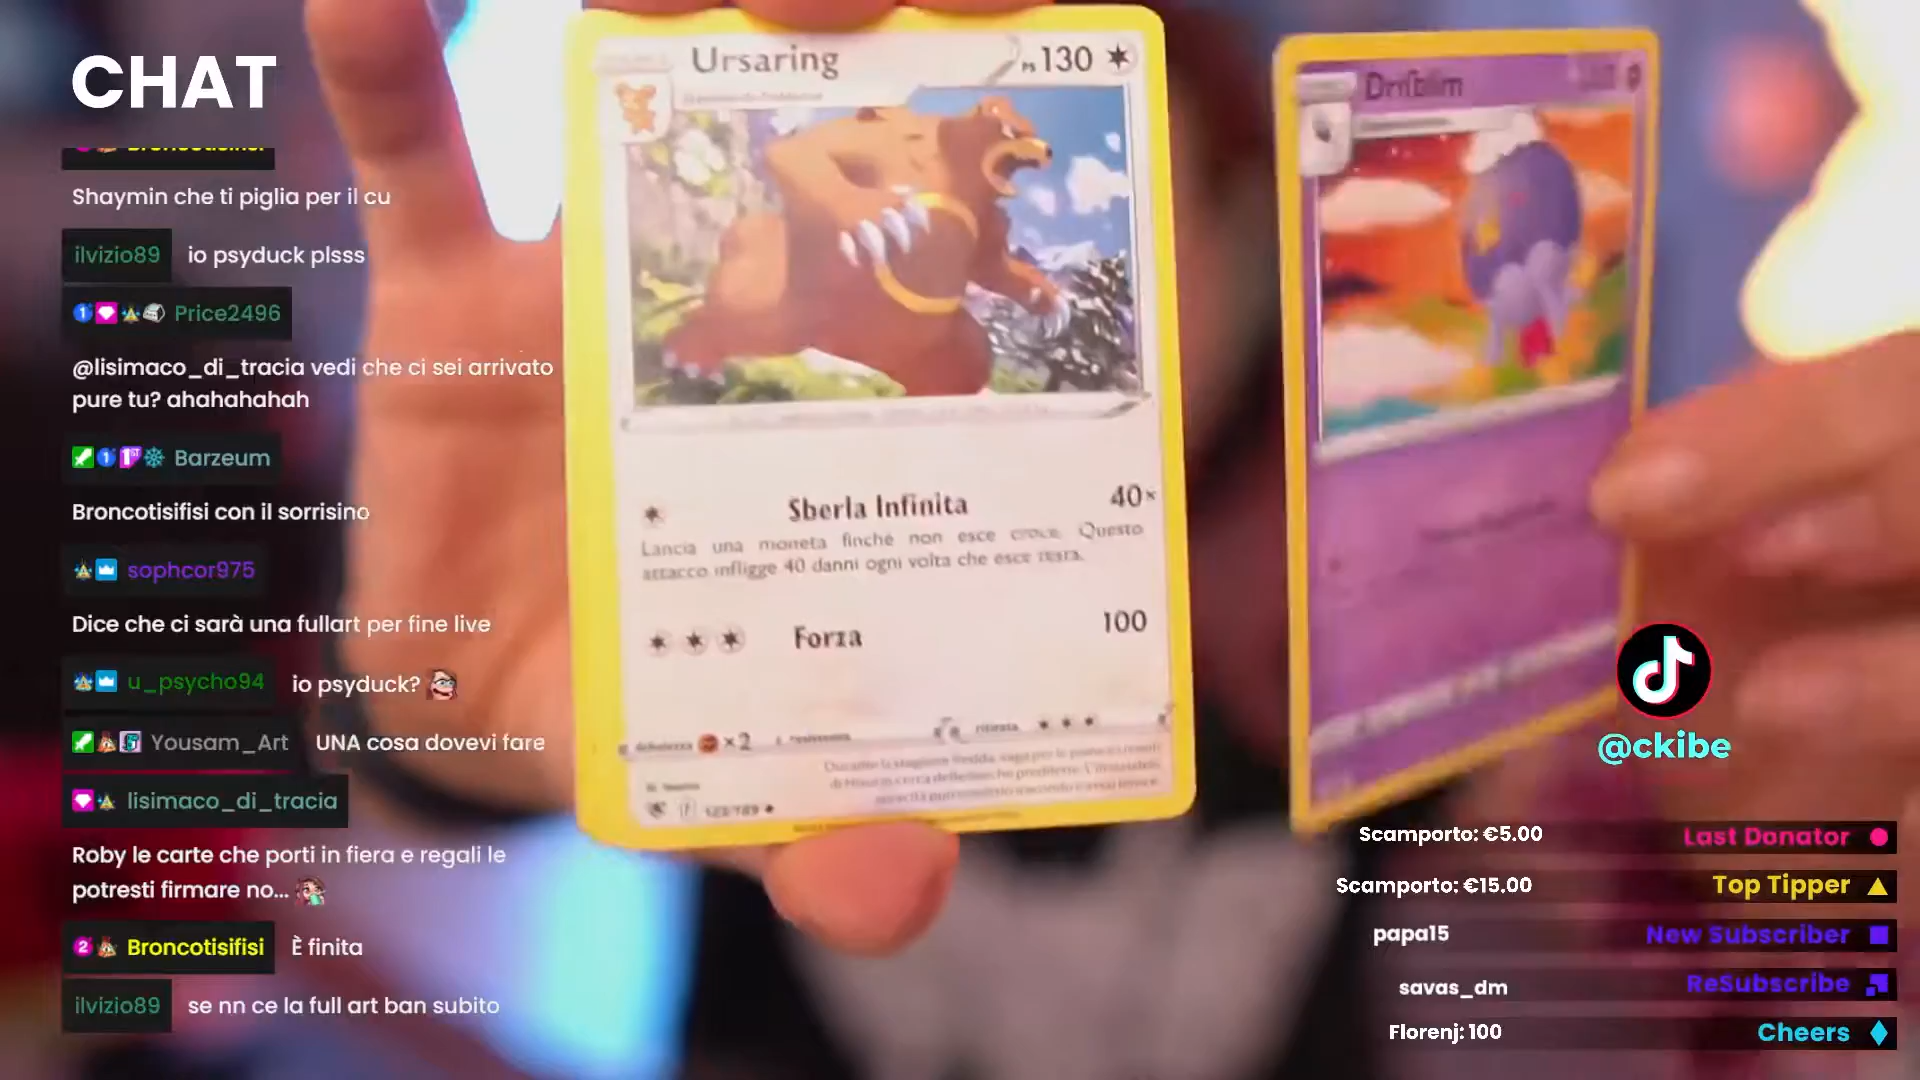 CHAT
Broncotisifisi
Shaymin che ti piglia per il cu
ilvizio89 io psyduck plsss
Price2496
@lisimaco_di_tracia vedi che ci sei arrivato
pure tu? ahahahahah
Barzeum
Broncotisifisi con il sorrisino
sophcor975
Dice che ci sarà una fullart per fine live
u_psycho94 io psyduck?
Yousam_Art UNA cosa dovevi fare
lisimaco_di_tracia
Roby le carte che porti in fiera e regali le
potresti firmare no...
2 Broncotisifisi È finita
ilvizio89 se nn ce la full art ban subito
Ursaring PS 130
Sberla Infinita 40×
Lancia una moneta finché non esce croce. Questo
attacco infligge 40 danni ogni volta che esce testa.
Forza 100
debolezza ×2 resistenza ritirata
Drifblim
@ckibe
Scamporto: €5.00 Last Donator
Scamporto: €15.00 Top Tipper
papa15 New Subscriber
savas_dm ReSubscribe
Florenj: 100 Cheers